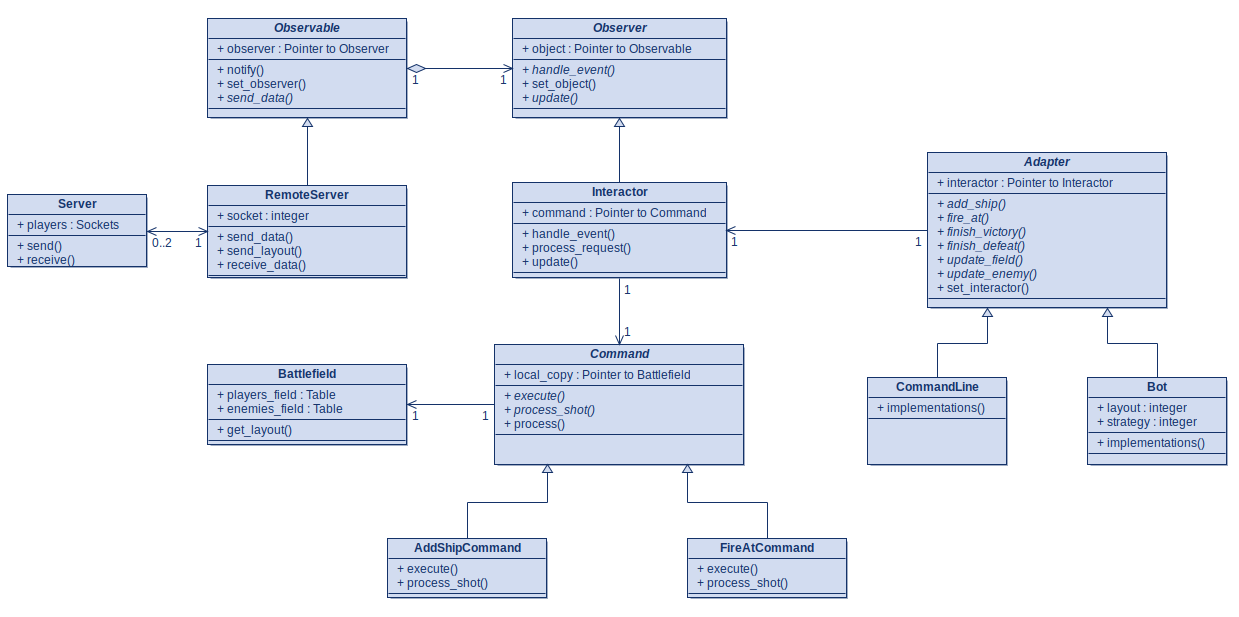 Observable
+ observer : Pointer to Observer
+ notify()
+ set_observer()
+ send_data()
1
1
Observer
+ object : Pointer to Observable
+ handle_event()
+ set_object()
+ update()
Server
+ players : Sockets
+ send()
+ receive()
0..2
1
RemoteServer
+ socket : integer
+ send_data()
+ send_layout()
+ receive_data()
Interactor
+ command : Pointer to Command
+ handle_event()
+ process_request()
+ update()
1
1
Adapter
+ interactor : Pointer to Interactor
+ add_ship()
+ fire_at()
+ finish_victory()
+ finish_defeat()
+ update_field()
+ update_enemy()
+ set_interactor()
1
1
Battlefield
+ players_field : Table
+ enemies_field : Table
+ get_layout()
1
1
Command
+ local_copy : Pointer to Battlefield
+ execute()
+ process_shot()
+ process()
CommandLine
+ implementations()
Bot
+ layout : integer
+ strategy : integer
+ implementations()
AddShipCommand
+ execute()
+ process_shot()
FireAtCommand
+ execute()
+ process_shot()